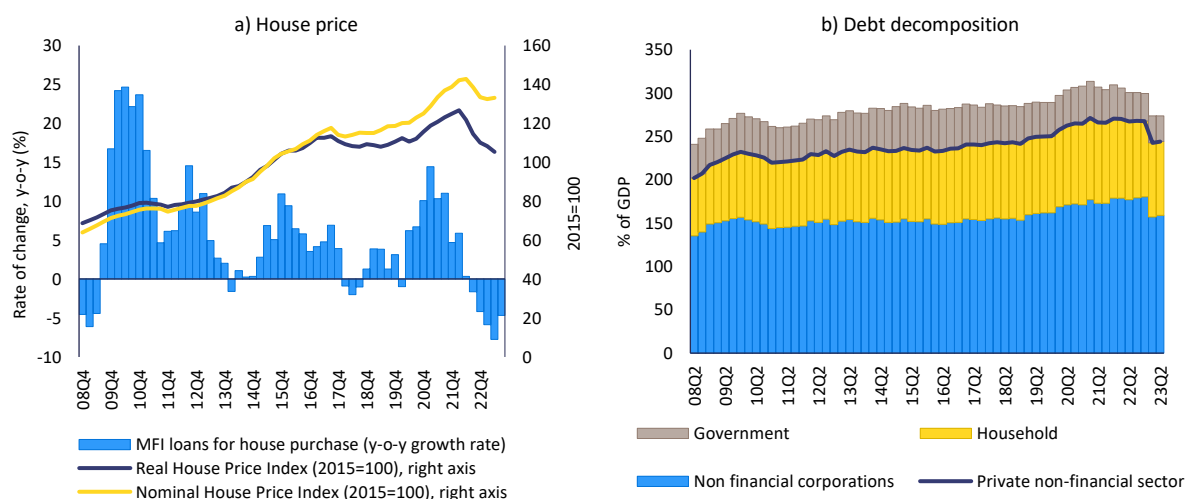 a) House price
Rate of change, y-o-y (%)
30
25
20
15
10
5
0
-5
-10
160
140
120
100
80
60
40
20
0
2015=100
08Q4
09Q4
10Q4
11Q4
12Q4
13Q4
14Q4
15Q4
16Q4
17Q4
18Q4
19Q4
20Q4
21Q4
22Q4
MFI loans for house purchase (y-o-y growth rate)
Real House Price Index (2015=100), right axis
Nominal House Price Index (2015=100), right axis
b) Debt decomposition
% of GDP
350
300
250
200
150
100
50
0
08Q2
09Q2
10Q2
11Q2
12Q2
13Q2
14Q2
15Q2
16Q2
17Q2
18Q2
19Q2
20Q2
21Q2
22Q2
23Q2
Government
Household
Non financial corporations
Private non-financial sector